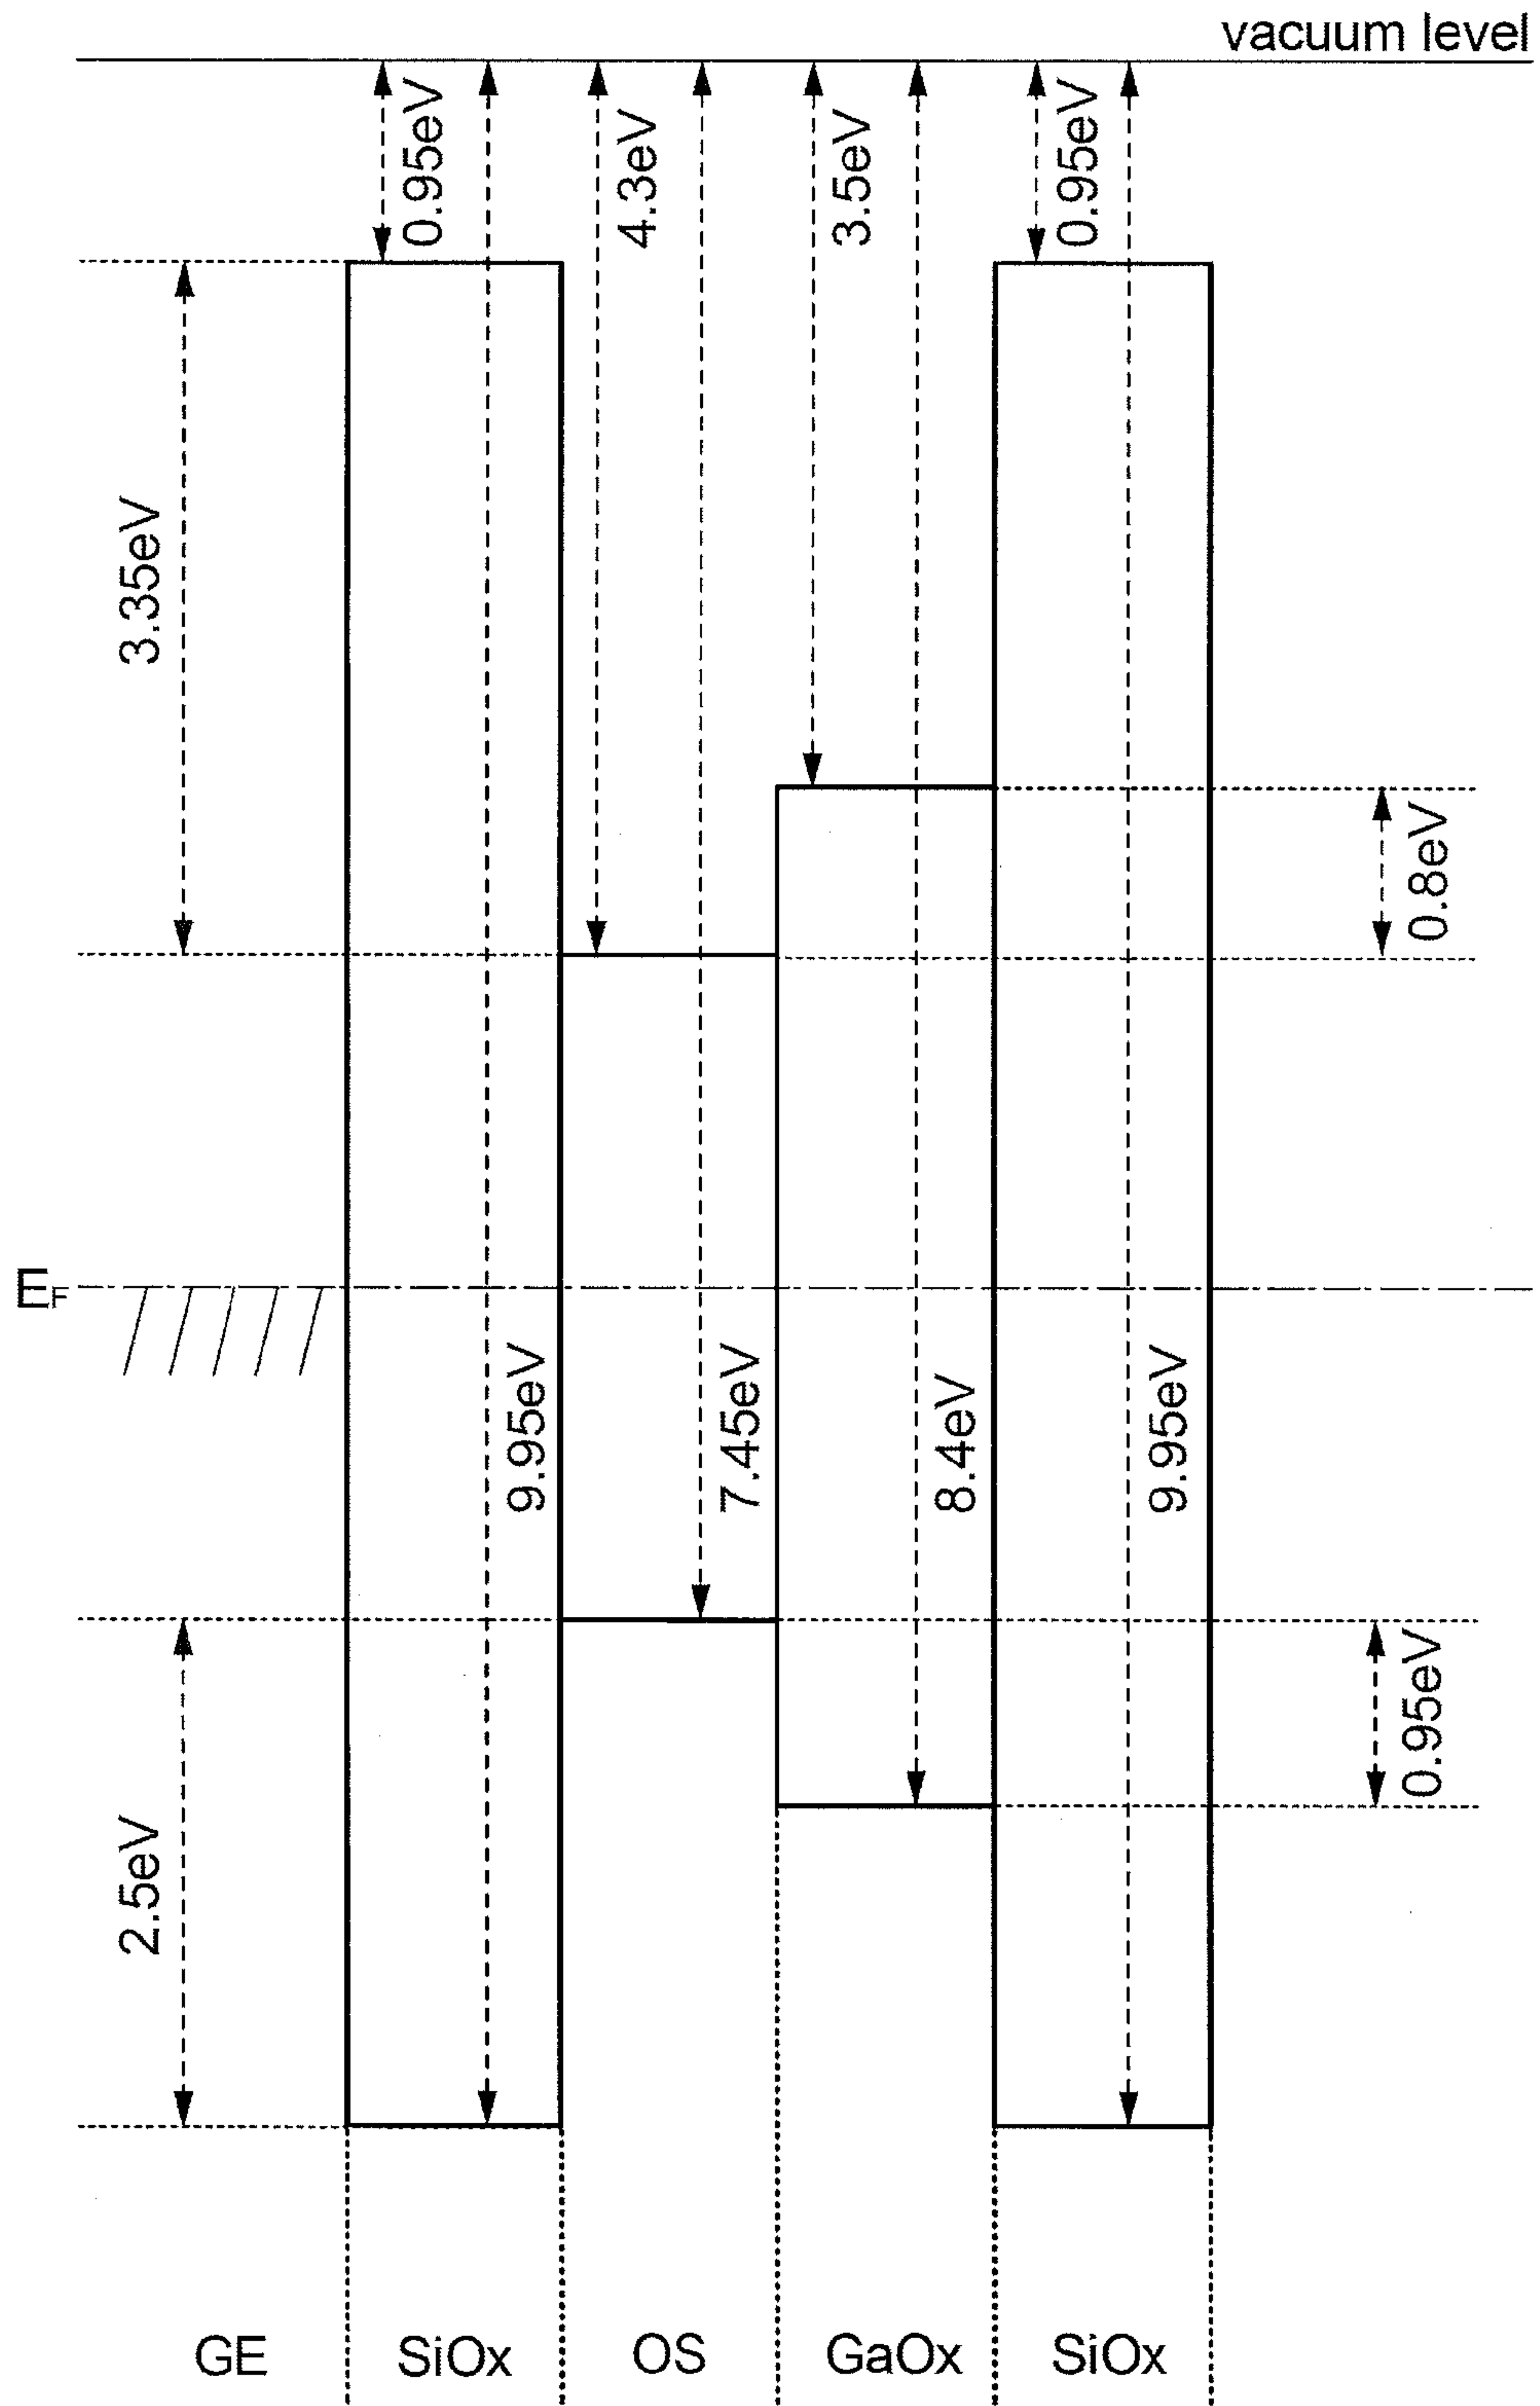 vacuum level
0.95eV
4.3eV
3.5eV
0.95eV
3.35eV
0.8eV
EF
9.95eV
7.45eV
8.4eV
9.95eV
2.5eV
0.95eV
GE SiOx OS GaOx SiOx